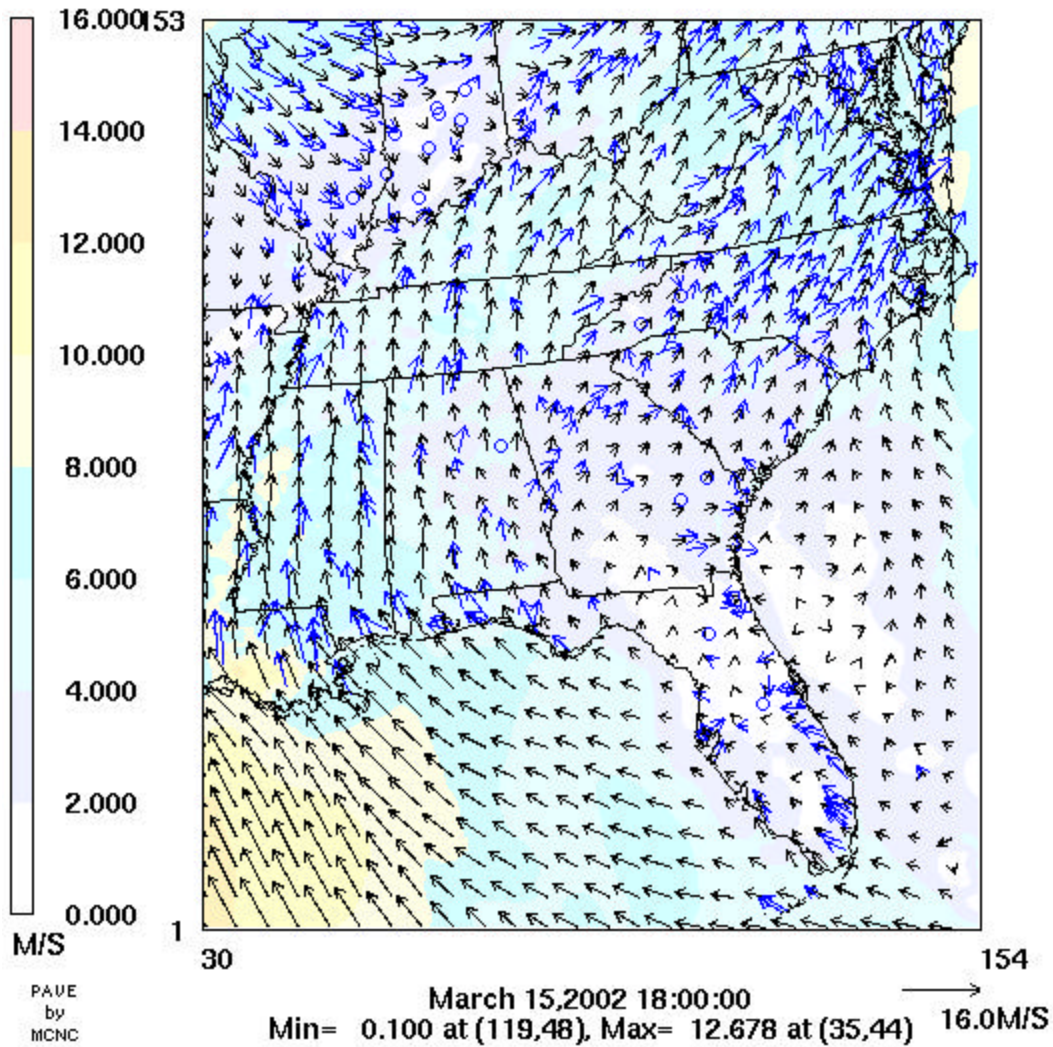 16.000
14.000
12.000
10.000
8.000
6.000
4.000
2.000
0.000
M/S
PAVE
by
MCNC
153
1
30
154
March 15,2002 18:00:00
Min= 0.100 at (119,48), Max= 12.678 at (35,44)
16.0M/S